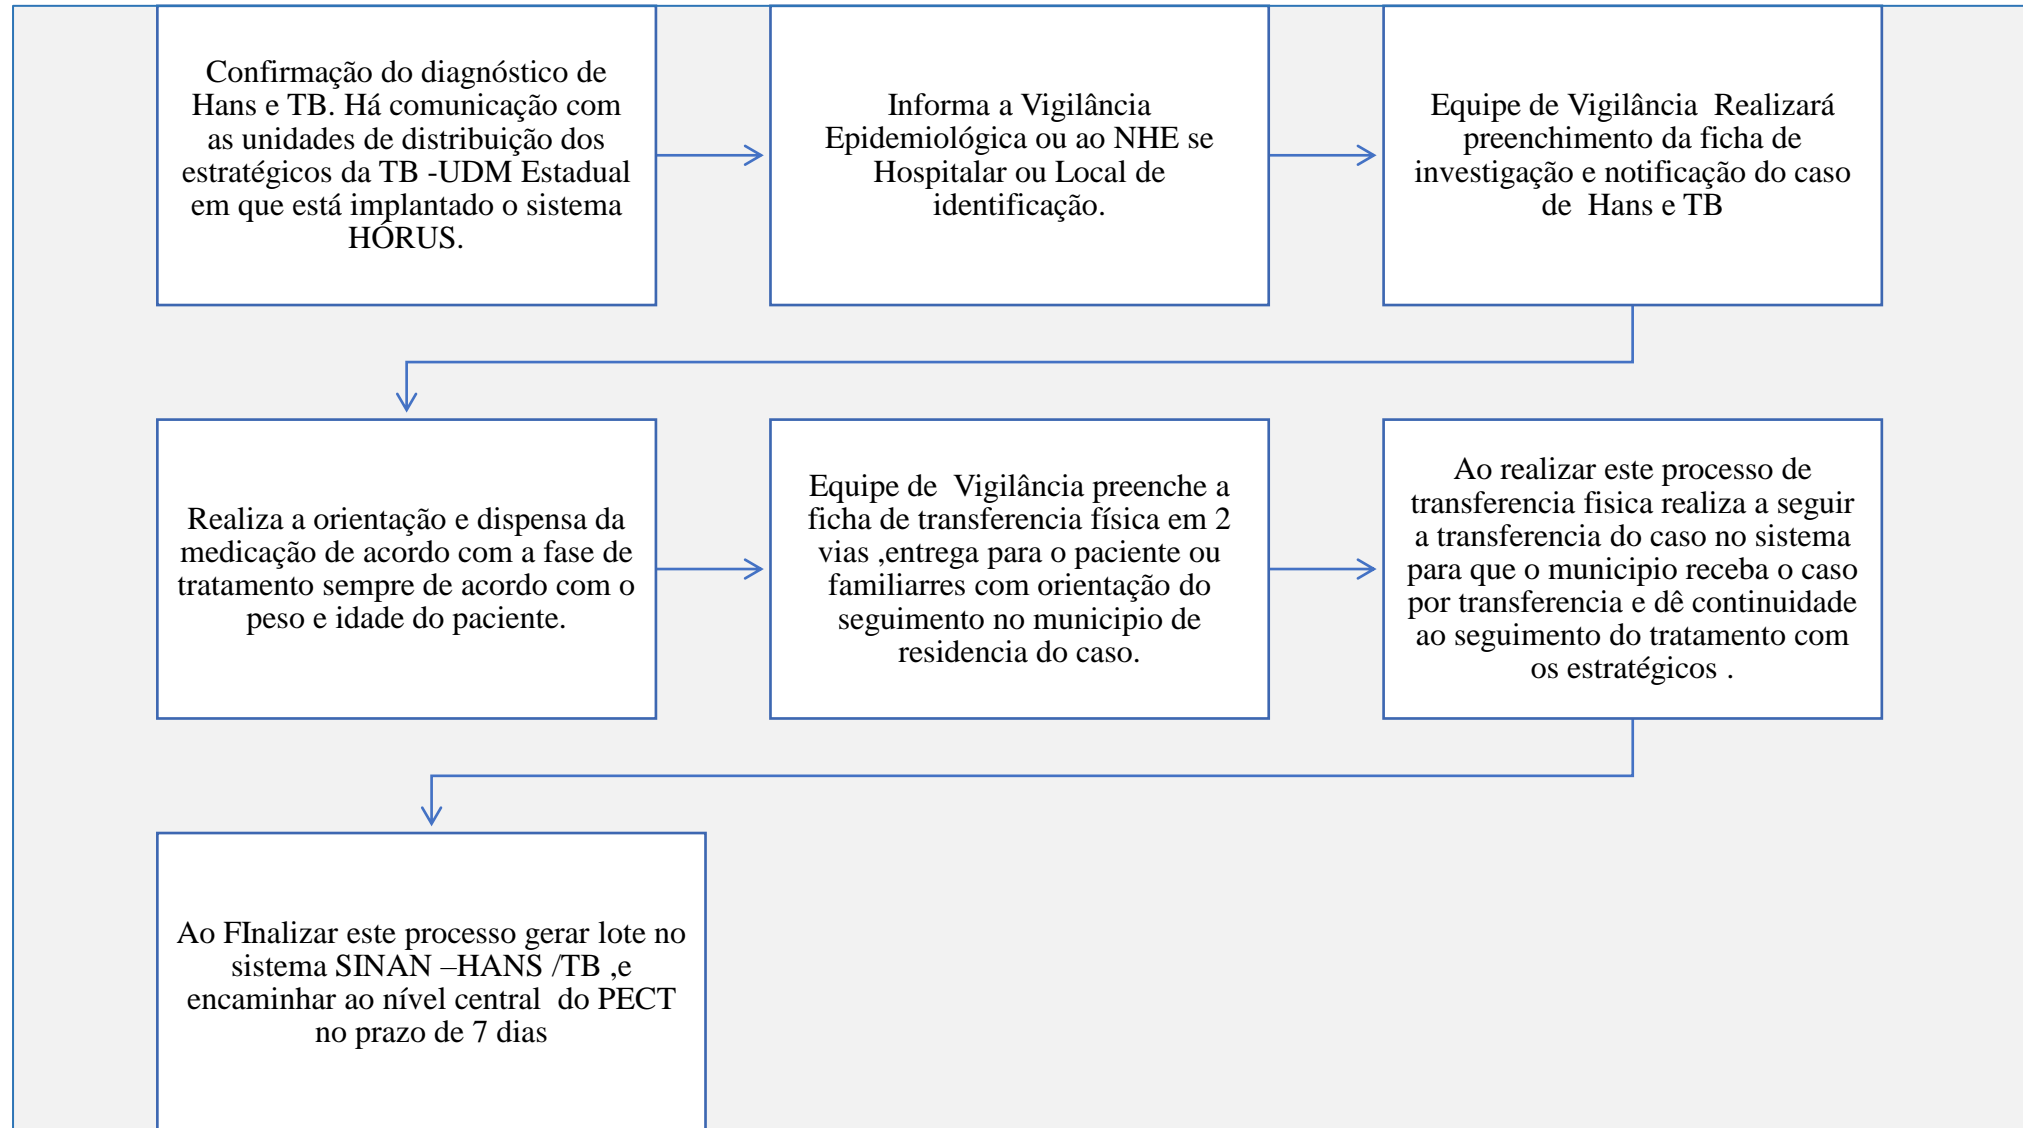 Confirmação do diagnóstico de
Hans e TB. Há comunicação com
as unidades de distribuição dos
estratégicos da TB -UDM Estadual
em que está implantado o sistema
HÓRUS.
Informa a Vigilância
Epidemiológica ou ao NHE se
Hospitalar ou Local de
identificação.
Equipe de Vigilância Realizará
preenchimento da ficha de
investigação e notificação do caso
de Hans e TB
Realiza a orientação e dispensa da
medicação de acordo com a fase de
tratamento sempre de acordo com o
peso e idade do paciente.
Equipe de Vigilância preenche a
ficha de transferencia física em 2
vias ,entrega para o paciente ou
familiarres com orientação do
seguimento no municipio de
residencia do caso.
Ao realizar este processo de
transferencia fisica realiza a seguir
a transferencia do caso no sistema
para que o municipio receba o caso
por transferencia e dê continuidade
ao seguimento do tratamento com
os estratégicos .
Ao FInalizar este processo gerar lote no
sistema SINAN –HANS /TB ,e
encaminhar ao nível central do PECT
no prazo de 7 dias